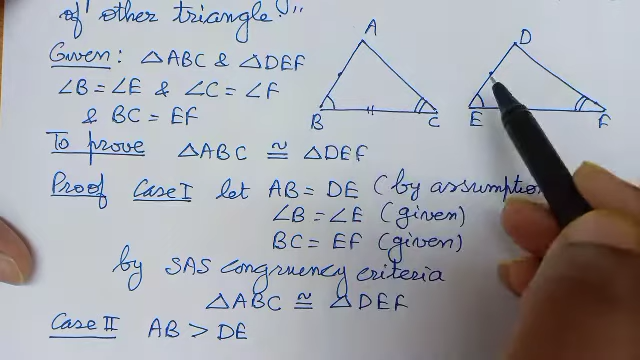 of other triangle."
Given: △ABC & △DEF
∠B = ∠E & ∠C = ∠F
& BC = EF
A
B
C
D
E
F
To prove △ABC ≅ △DEF
Proof Case I let AB = DE (by assumption
∠B = ∠E (given)
BC = EF (given)
by SAS congruency criteria
△ABC ≅ △DEF
Case II AB > DE